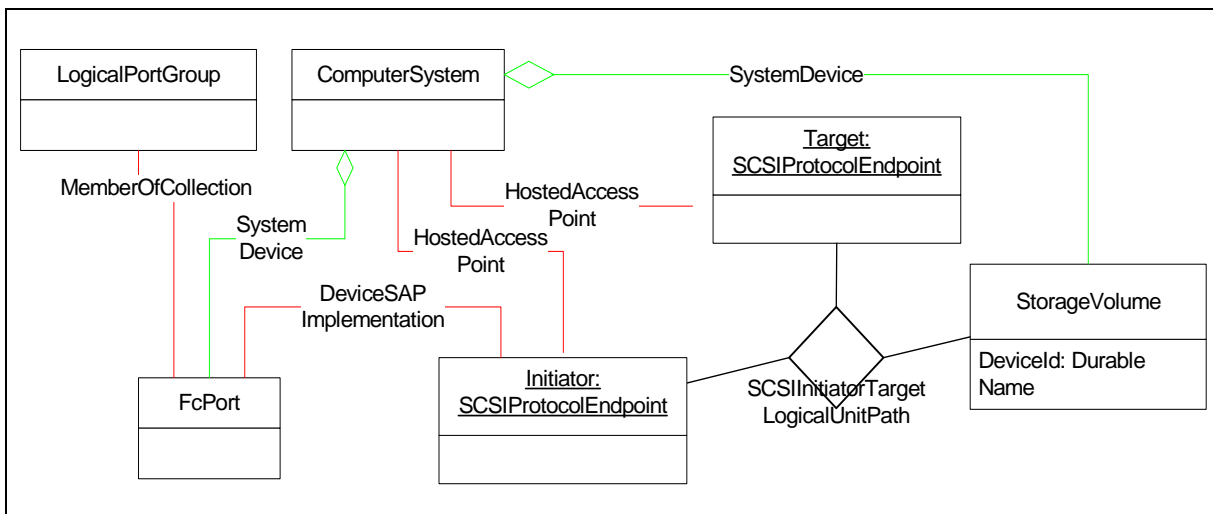 LogicalPortGroup
ComputerSystem
SystemDevice
Target:
SCSIProtocolEndpoint
MemberOfCollection
HostedAccess
Point
System
Device
HostedAccess
Point
DeviceSAP
Implementation
StorageVolume
DeviceId: Durable
Name
Initiator:
SCSIProtocolEndpoint
SCSIInitiatorTarget
LogicalUnitPath
FcPort